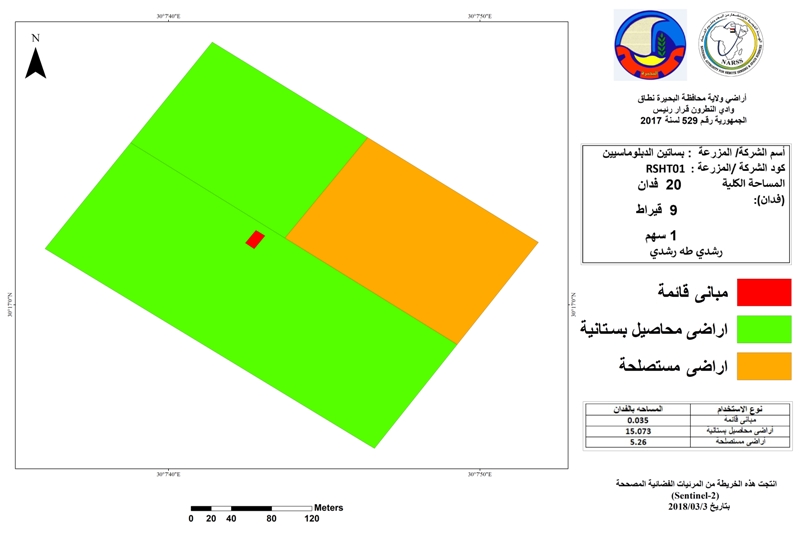 30°7'40"E
30°7'50"E
N
30°17'0"N
30°17'0"N
30°7'40"E
30°7'50"E
Meters
0 20 40 80 120
NARSS
أراضي ولاية محافظة البحيرة نطاق
وادي النطرون قرار رئيس
الجمهورية رقم 529 لسنة 2017
أسم الشركة/ المزرعة : بساتين الدبلوماسيين
كود الشركة /المزرعة : RSHT01
المساحة الكلية
(فدان):
20 فدان
9 قيراط
1 سهم
رشدي طه رشدي
مبانى قائمة
اراضى محاصيل بستانية
اراضى مستصلحة
نوع الاستخدام المساحه بالفدان
مبانى قائمة 0.035
أراضى محاصيل بستانية 15.073
أراضى مستصلحة 5.26
انتجت هذه الخريطة من المرئيات الفضائية المصححة
(Sentinel-2)
بتاريخ 2018/03/3